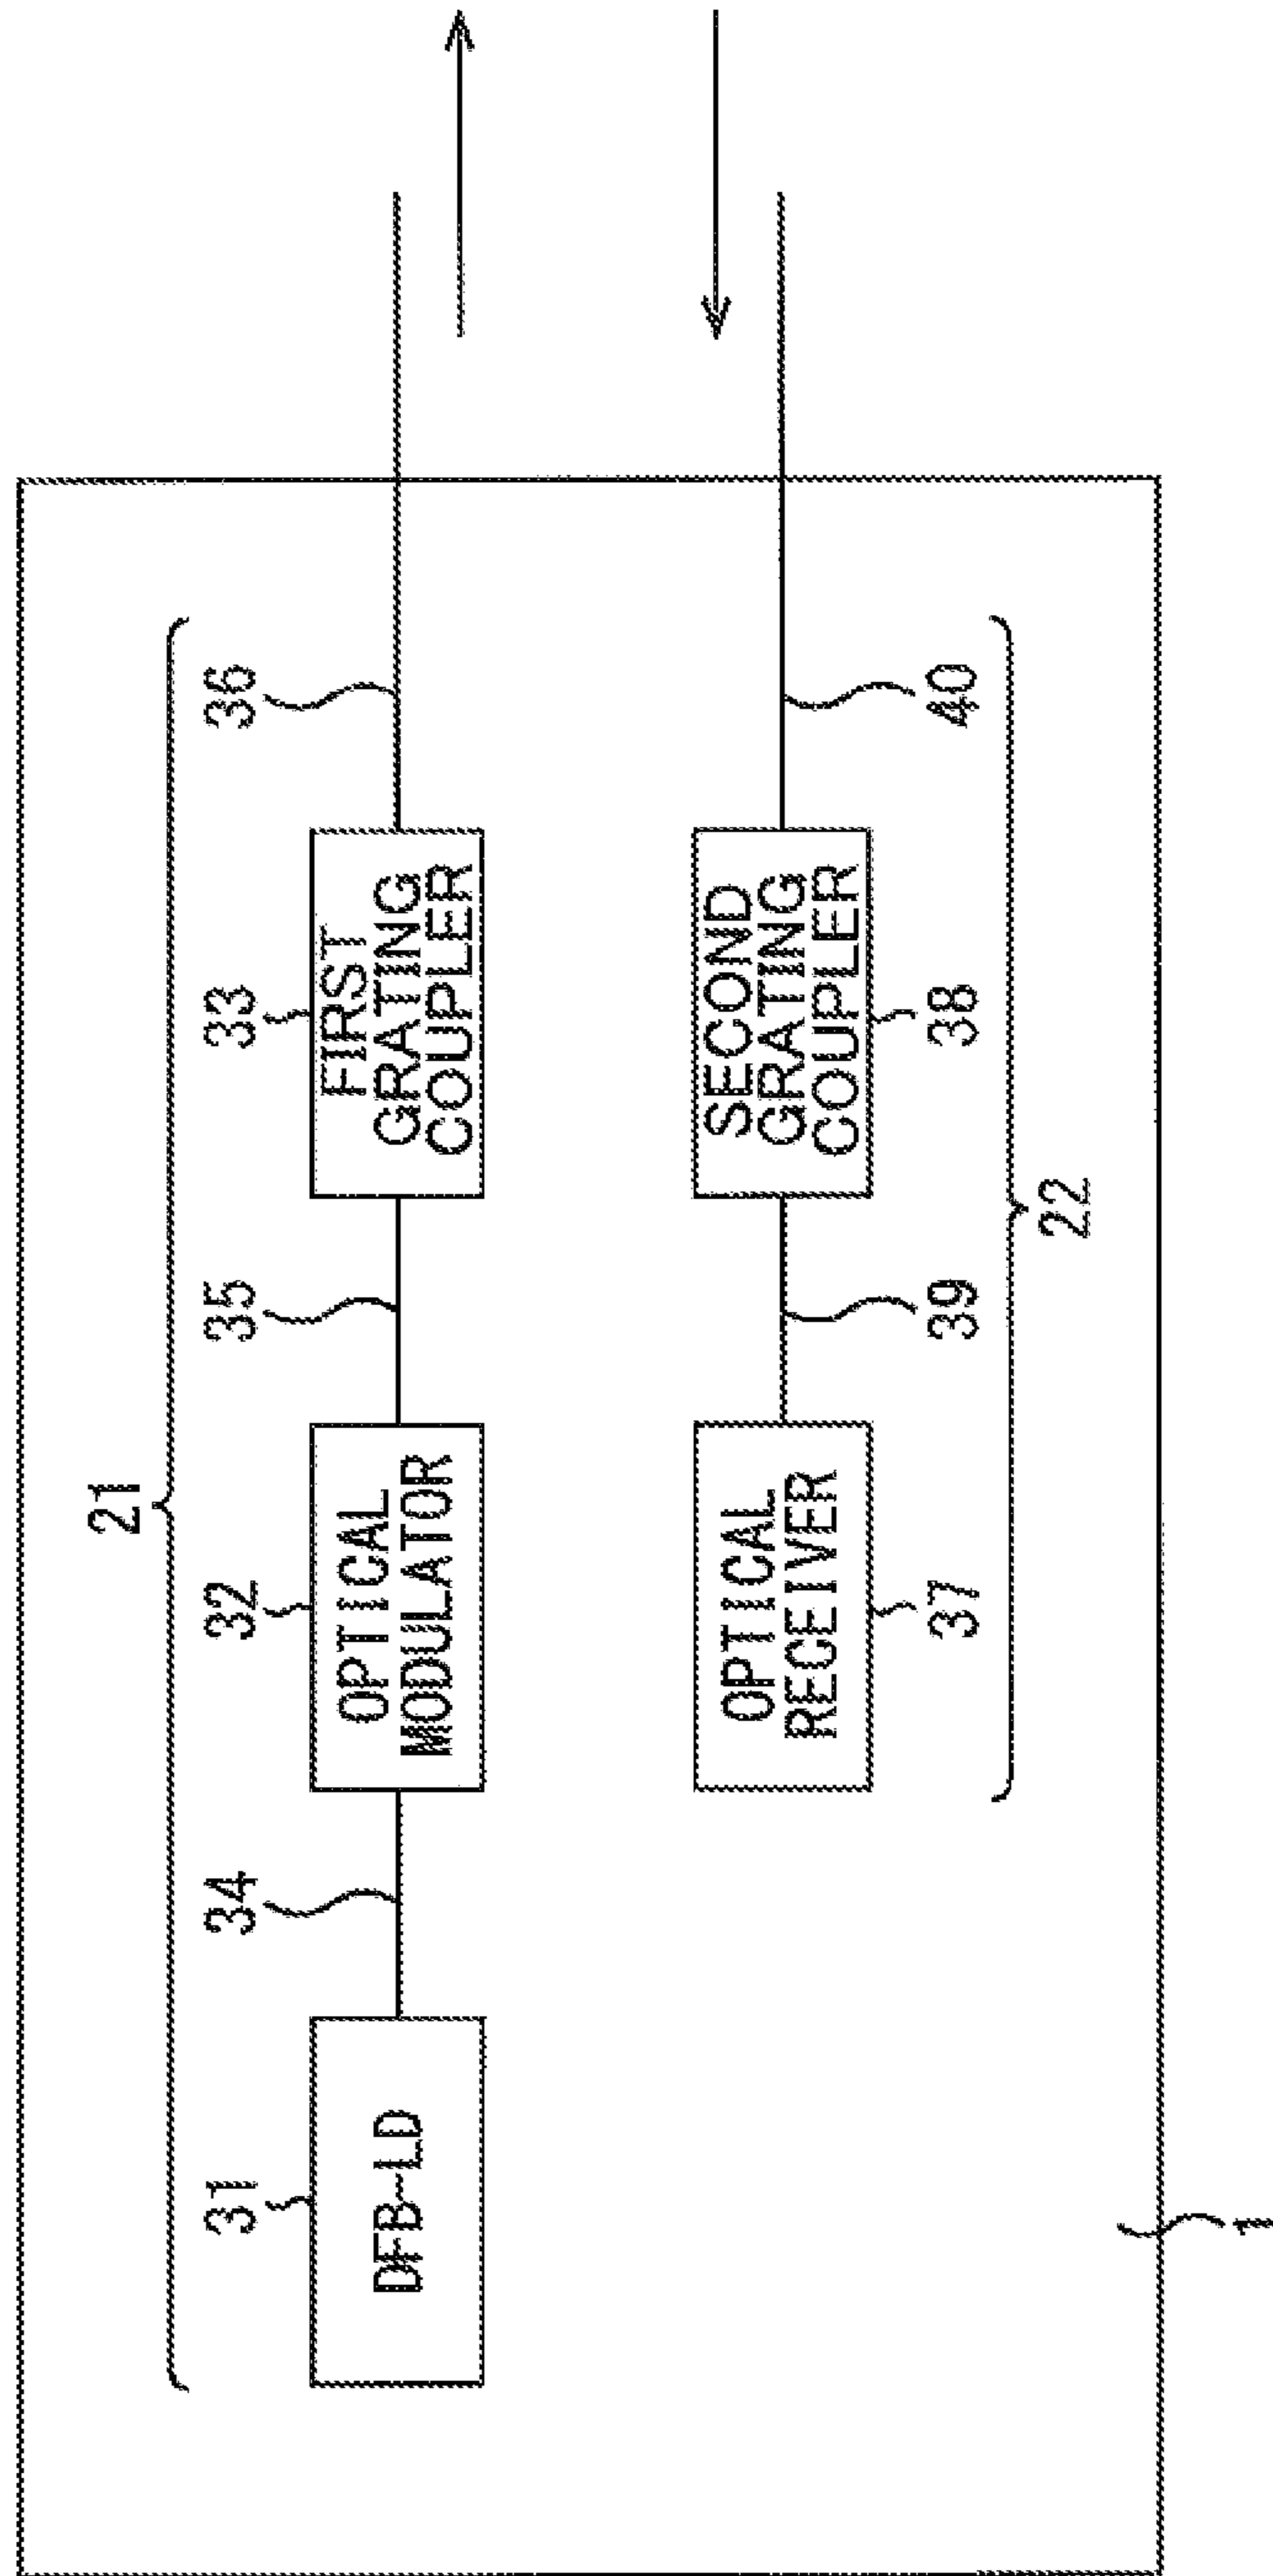 21
31
34
32
35
33
36
DFB-LD
OPTICAL
MODULATOR
FIRST
GRATING
COUPLER
OPTICAL
RECEIVER
SECOND
GRATING
COUPLER
37
39
38
40
22
1